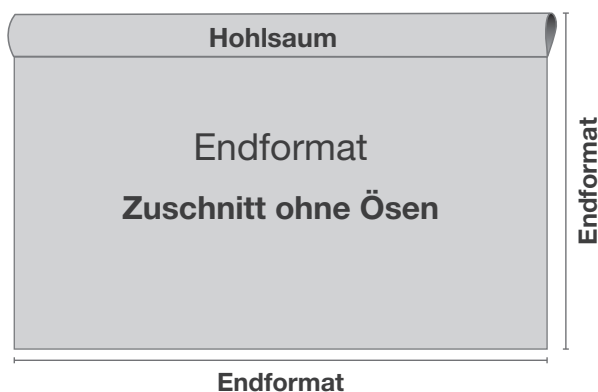 Hohlsaum
Endformat
Zuschnitt ohne Ösen
Endformat
Endformat